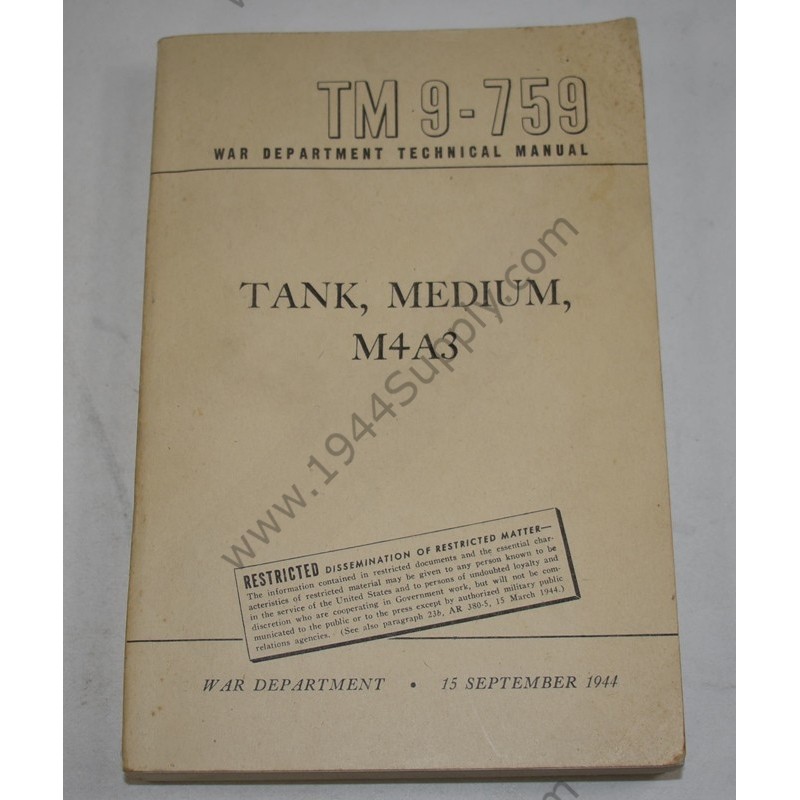 TM 9-759
WAR DEPARTMENT TECHNICAL MANUAL
TANK, MEDIUM,
M4A3
www.1944Supply.com
RESTRICTED DISSEMINATION OF RESTRICTED MATTER—
The information contained in restricted documents and the essential char-
acteristics of restricted material may be given to any person known to be
in the service of the United States and to persons of undoubted loyalty and
discretion who are cooperating in Government work, but will not be com-
municated to the public or to the press except by authorized military public
relations agencies. (See also paragraph 23b, AR 380-5, 15 March 1944.)
WAR DEPARTMENT • 15 SEPTEMBER 1944